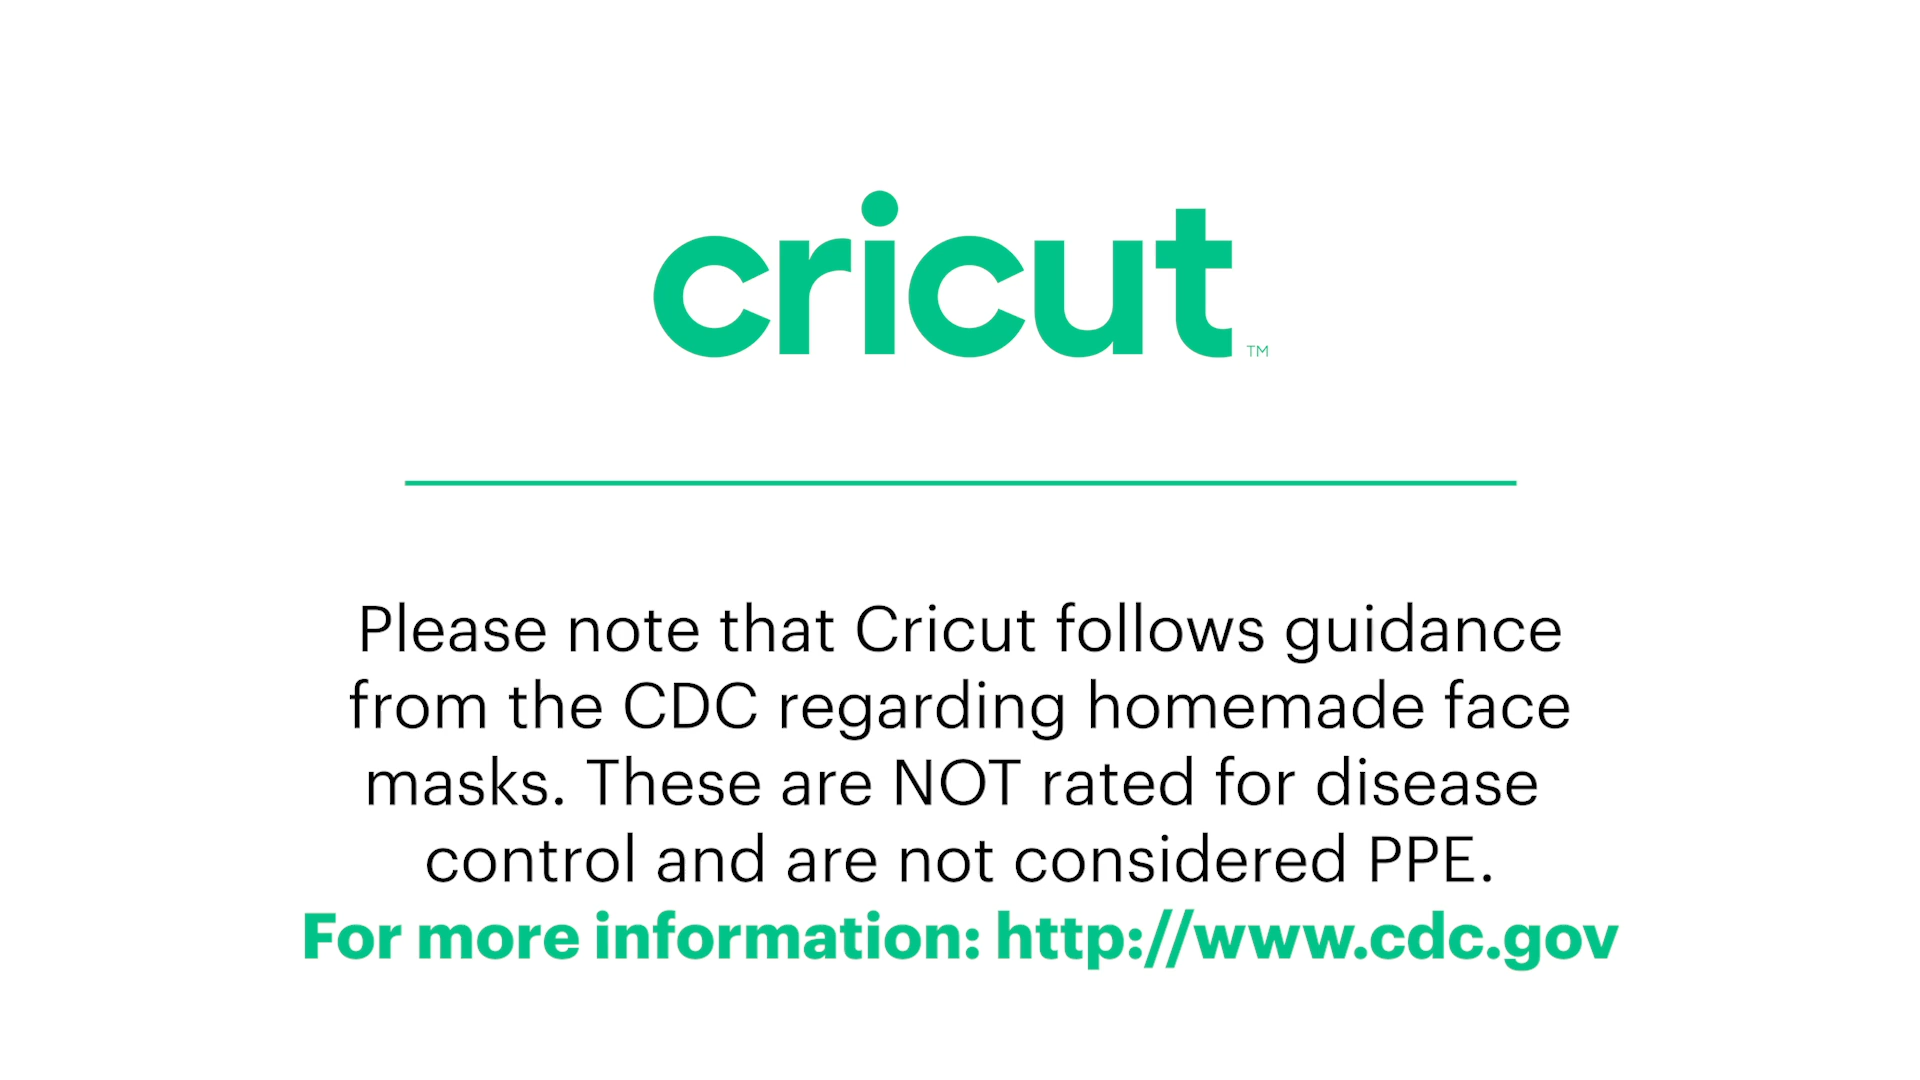 cricut™
Please note that Cricut follows guidance
from the CDC regarding homemade face
masks. These are NOT rated for disease
control and are not considered PPE.
For more information: http://www.cdc.gov